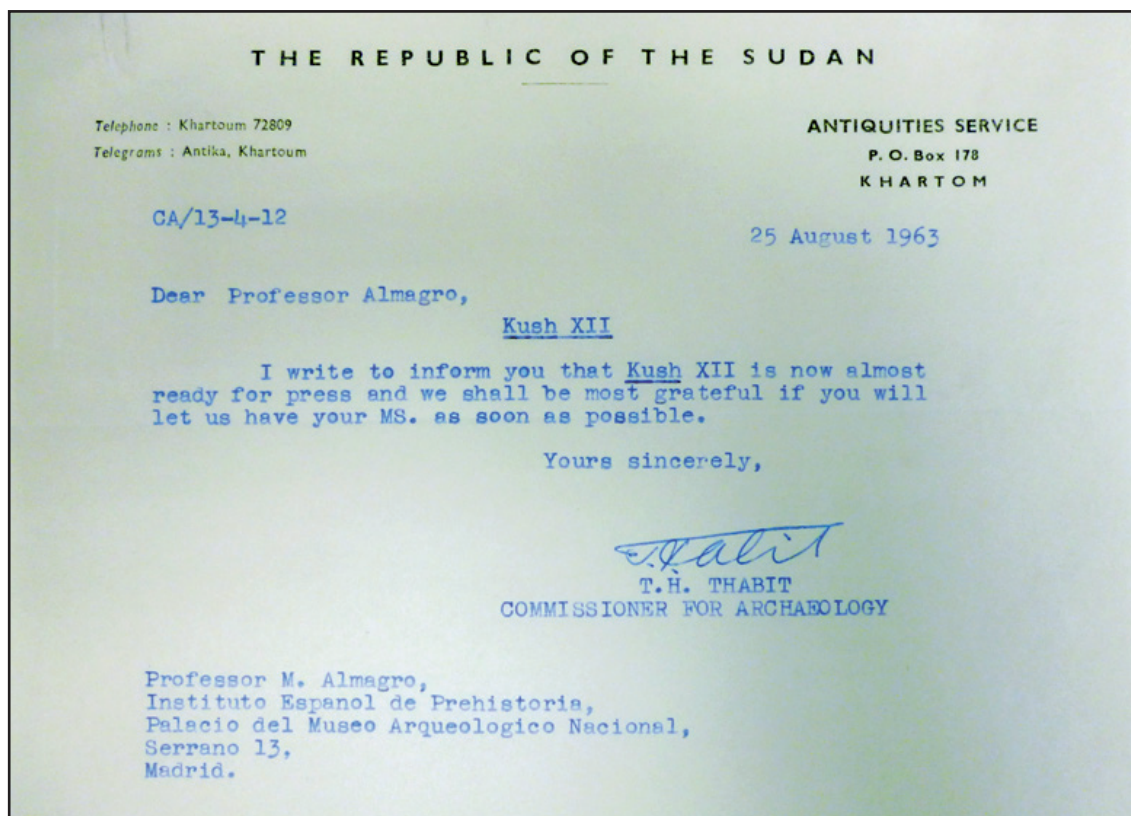 THE REPUBLIC OF THE SUDAN
Telephone : Khartoum 72809
Telegrams : Antika, Khartoum
ANTIQUITIES SERVICE
P. O. Box 178
KHARTOM
CA/13-4-12
25 August 1963
Dear Professor Almagro,
Kush XII
I write to inform you that Kush XII is now almost
ready for press and we shall be most grateful if you will
let us have your MS. as soon as possible.
Yours sincerely,
T.H. THABIT
COMMISSIONER FOR ARCHAEOLOGY
Professor M. Almagro,
Instituto Espanol de Prehistoria,
Palacio del Museo Arqueologico Nacional,
Serrano 13,
Madrid.